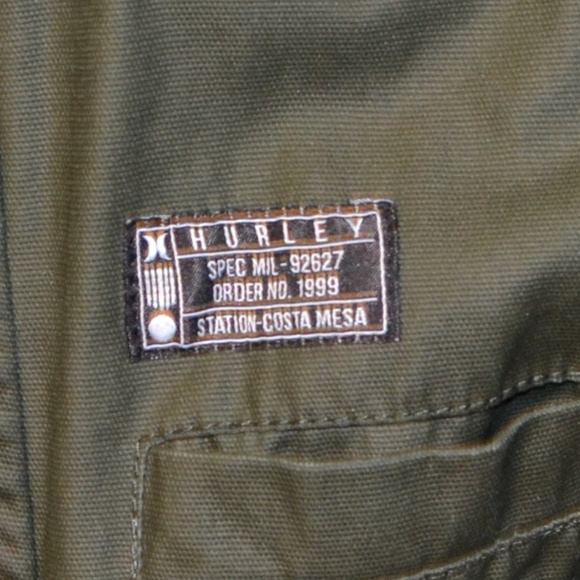 HURLEY
SPEC MIL-92627
ORDER NO. 1999
STATION-COSTA MESA